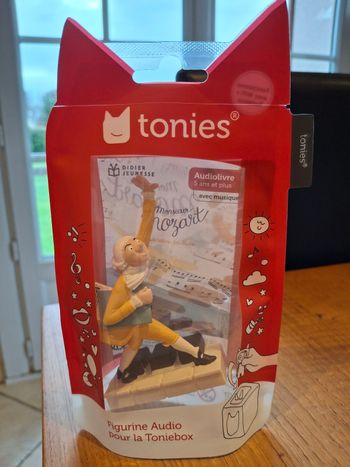 tonies®
tonies®
DIDIER
JEUNESSE
Audiolivre
5 ans et plus
avec musique
Monsieur
mozart
Figurine Audio
pour la Toniebox